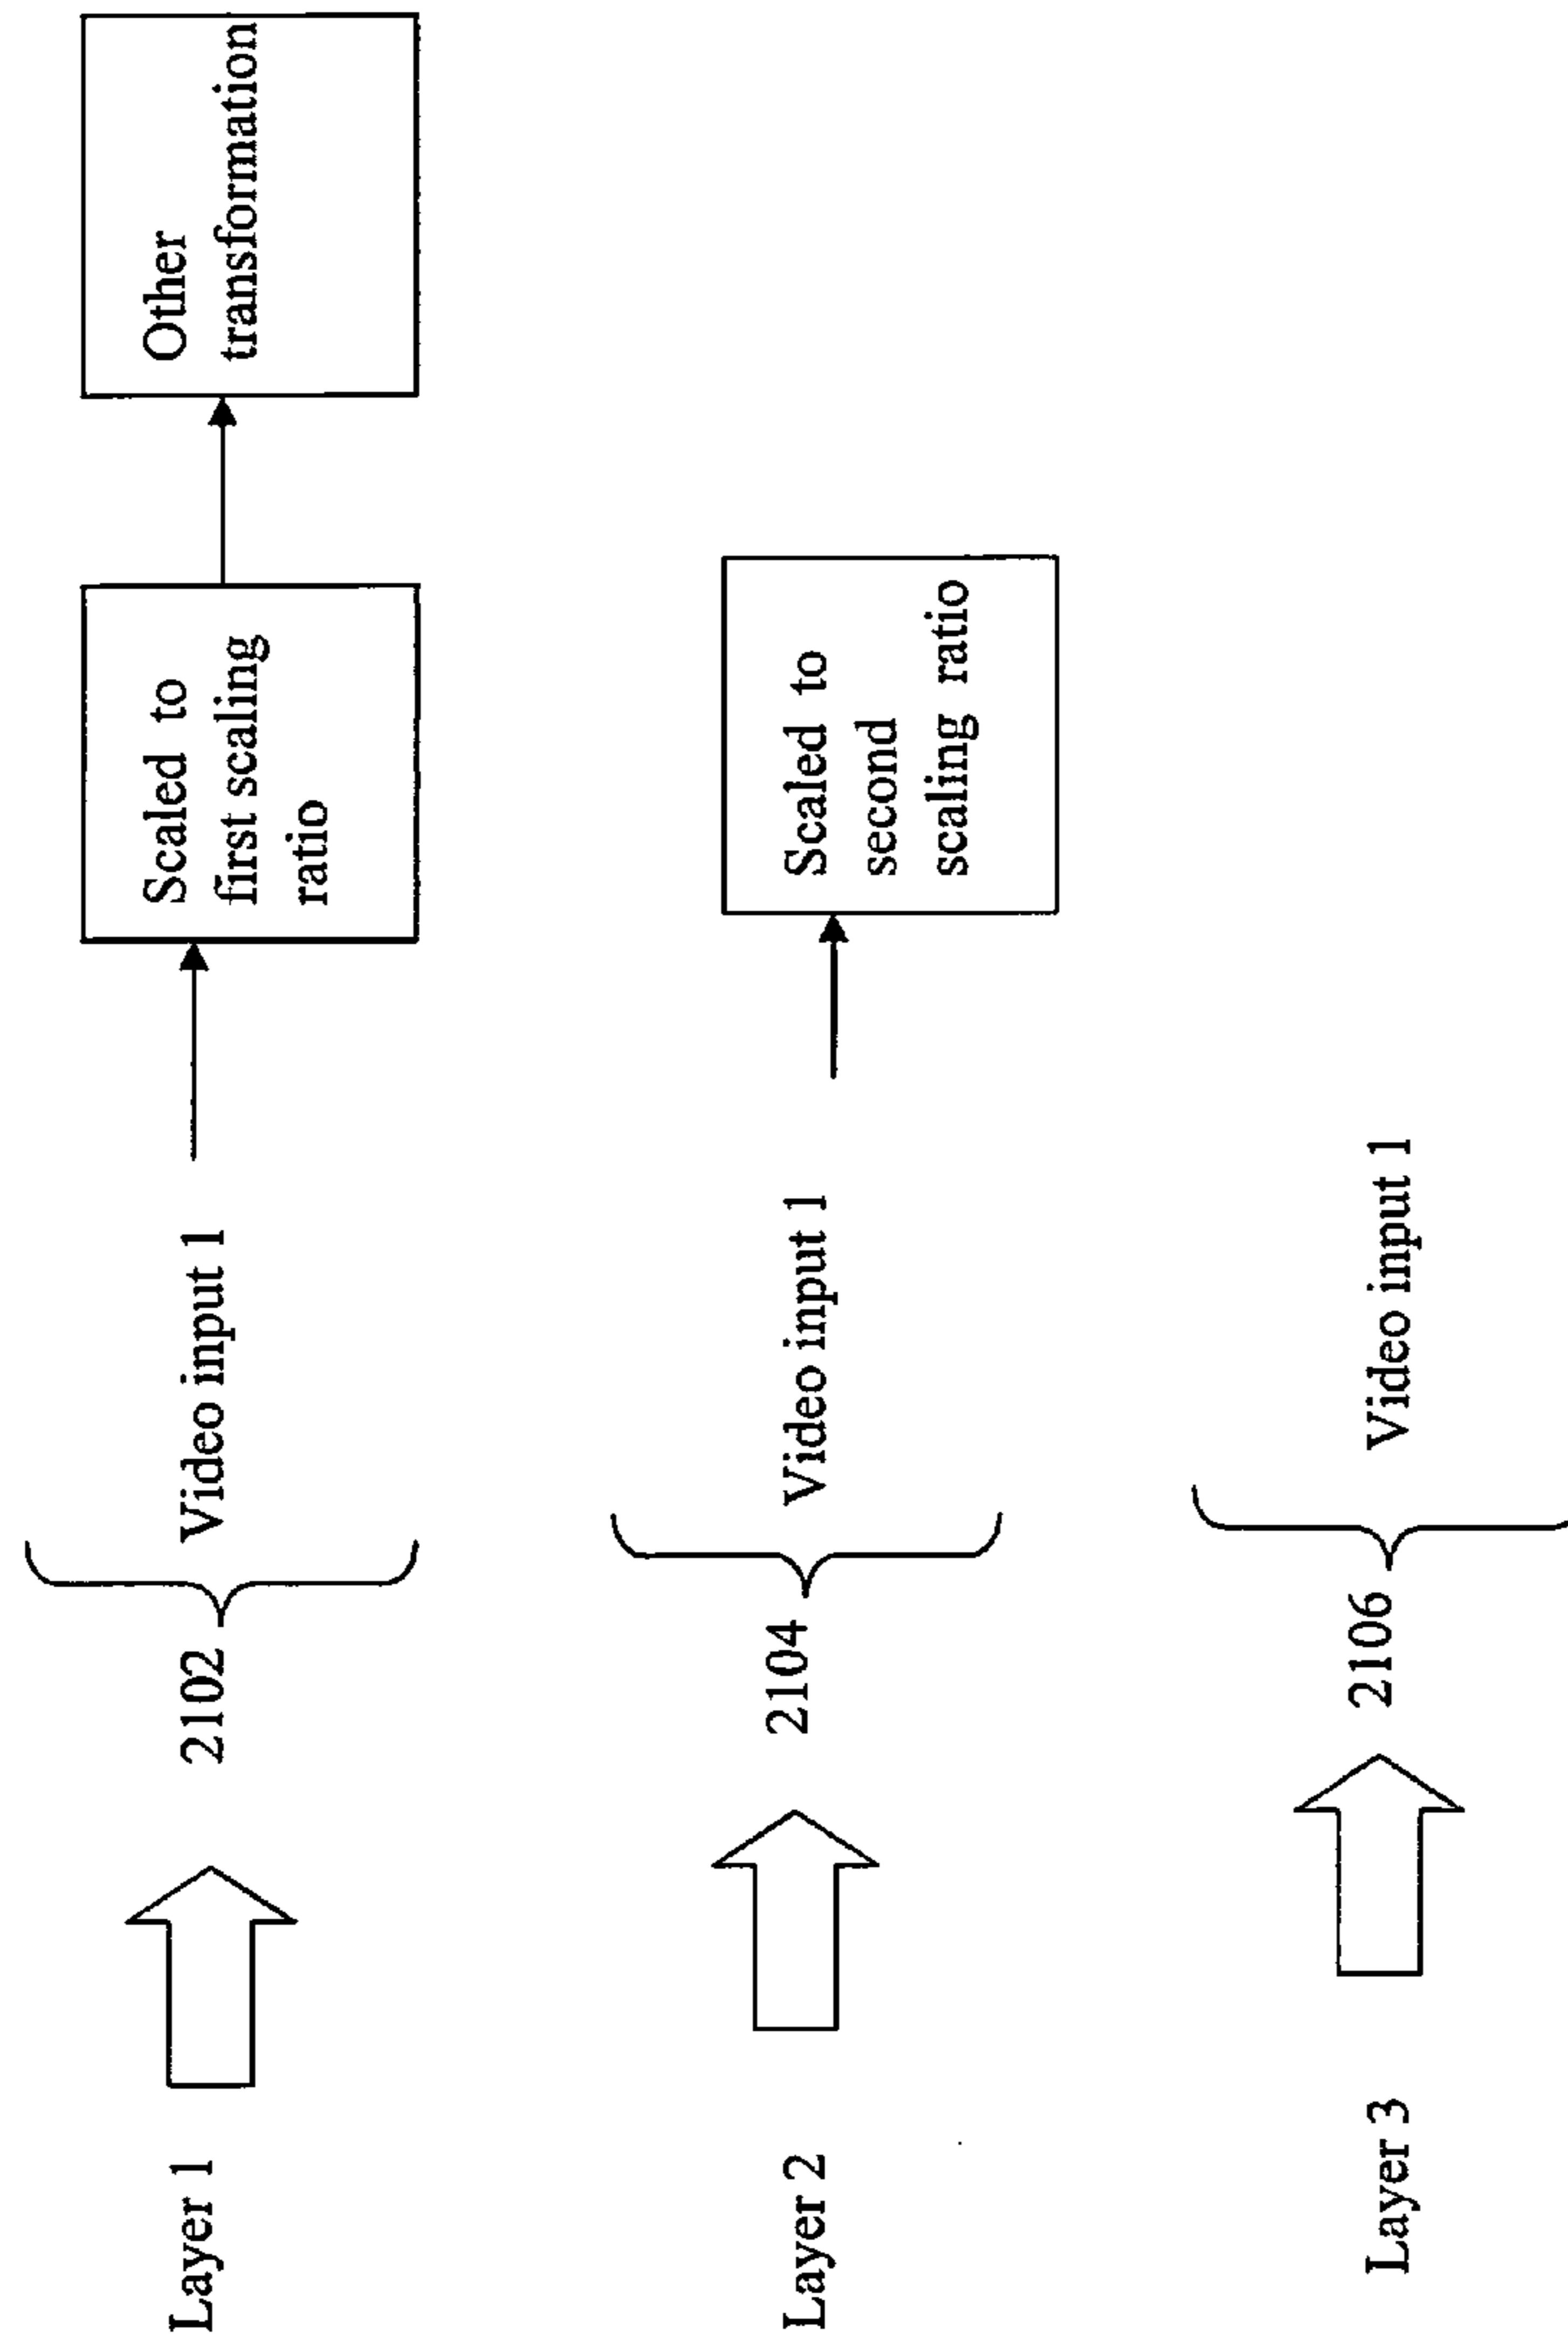 Layer 1
2102
Video input 1
Scaled to
first scaling
ratio
Other
transformation
Layer 2
2104
Video input 1
Scaled to
second
scaling ratio
Layer 3
2106
Video input 1